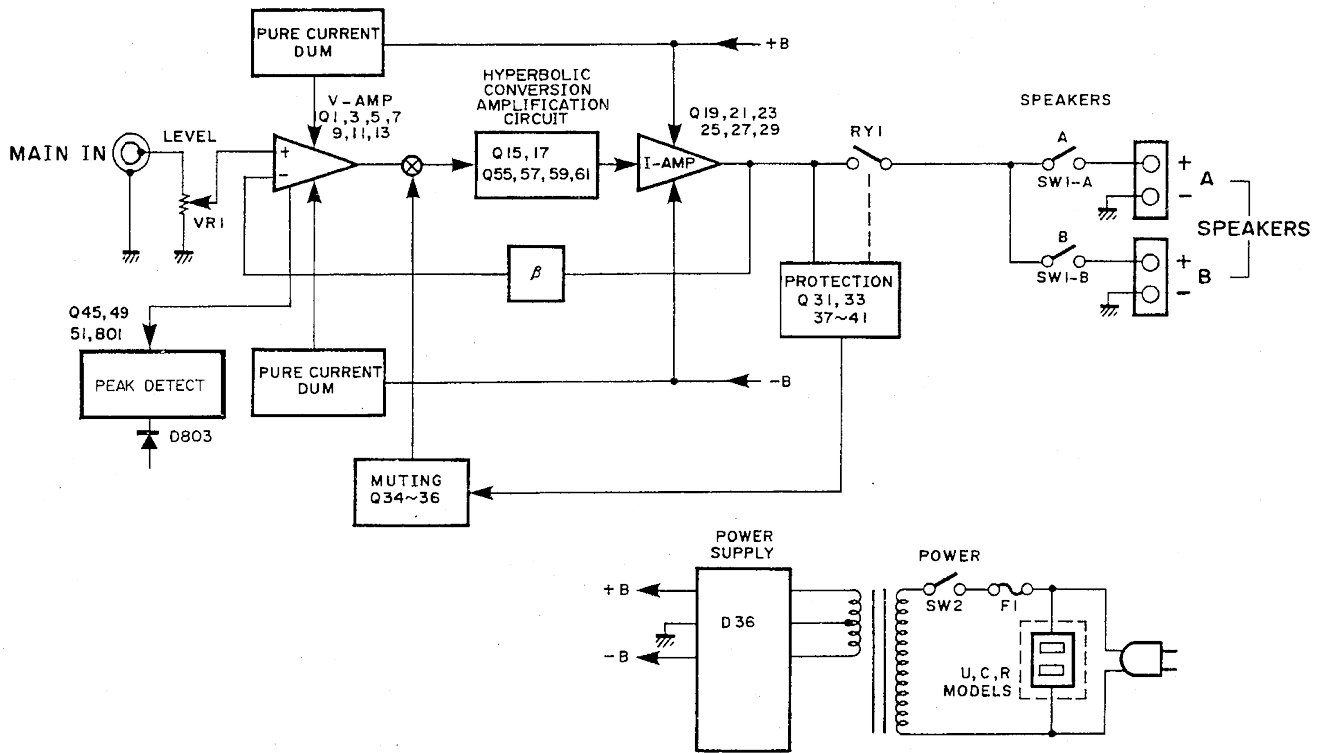 PURE CURRENT
DUM
+B
HYPERBOLIC
CONVERSION
AMPLIFICATION
CIRCUIT
V-AMP
Q1,3,5,7
9,11,13
Q19,21,23
25,27,29
SPEAKERS
MAIN IN
LEVEL
+
-
Q15,17
Q55,57,59,61
I-AMP
RY1
A
SW1-A
+
-
A
SPEAKERS
VR1
β
PROTECTION
Q31,33
37~41
B
SW1-B
+
-
B
Q45,49
51,801
PEAK DETECT
D803
PURE CURRENT
DUM
-B
MUTING
Q34~36
POWER
SUPPLY
+B
-B
D36
POWER
SW2
F1
U,C,R
MODELS